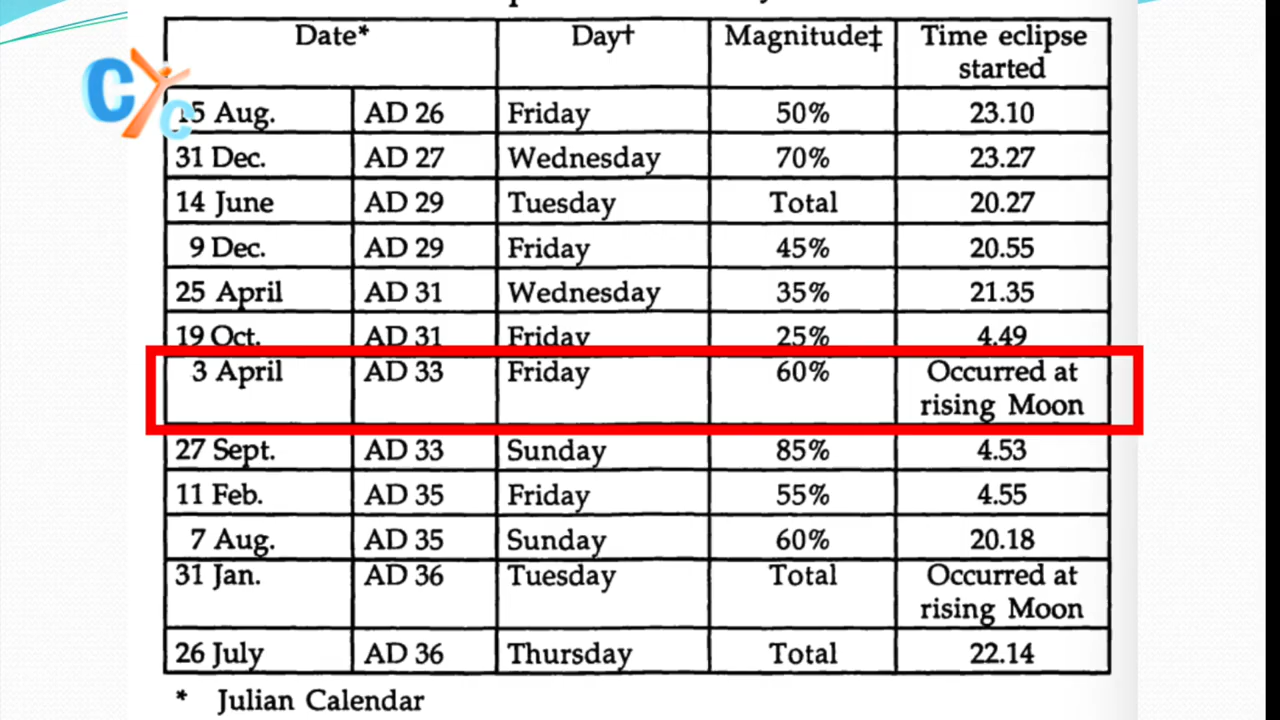 Date* Day† Magnitude‡ Time eclipse
started
CYC
15 Aug. AD 26 Friday 50% 23.10
31 Dec. AD 27 Wednesday 70% 23.27
14 June AD 29 Tuesday Total 20.27
9 Dec. AD 29 Friday 45% 20.55
25 April AD 31 Wednesday 35% 21.35
19 Oct. AD 31 Friday 25% 4.49
3 April AD 33 Friday 60% Occurred at
rising Moon
27 Sept. AD 33 Sunday 85% 4.53
11 Feb. AD 35 Friday 55% 4.55
7 Aug. AD 35 Sunday 60% 20.18
31 Jan. AD 36 Tuesday Total Occurred at
rising Moon
26 July AD 36 Thursday Total 22.14
* Julian Calendar